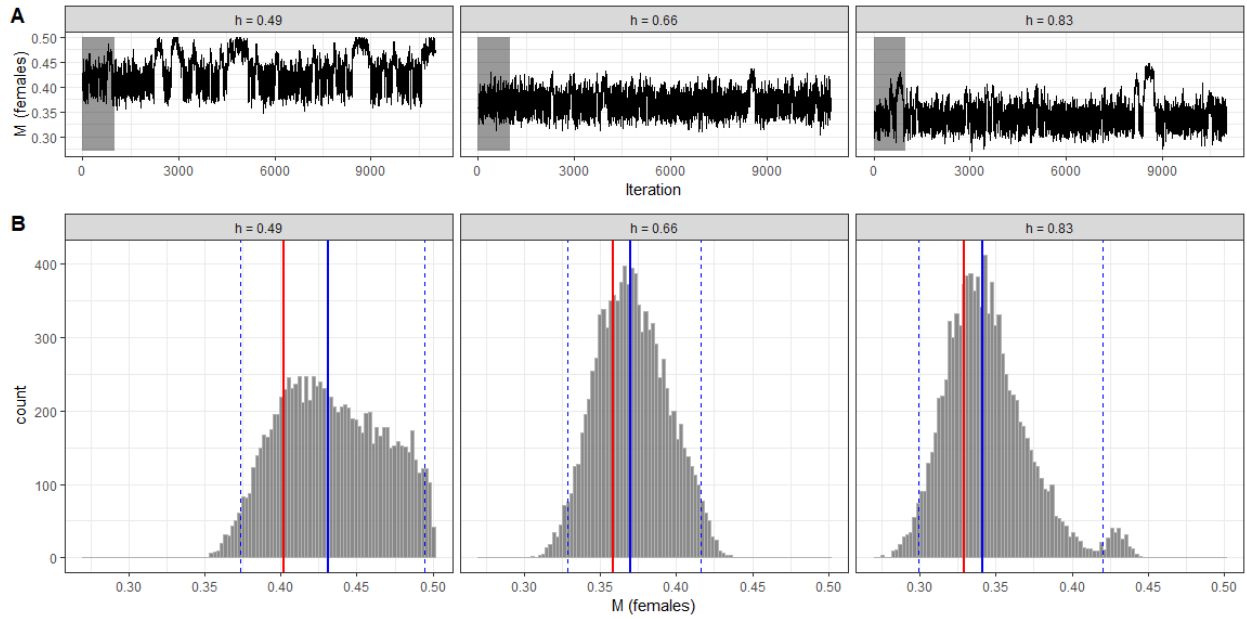 A
h = 0.49
h = 0.66
h = 0.83
M (females)
0.50
0.45
0.40
0.35
0.30
0 3000 6000 9000
0 3000 6000 9000
0 3000 6000 9000
Iteration
B
h = 0.49
h = 0.66
h = 0.83
count
400
300
200
100
0
0.30 0.35 0.40 0.45 0.50
0.30 0.35 0.40 0.45 0.50
0.30 0.35 0.40 0.45 0.50
M (females)